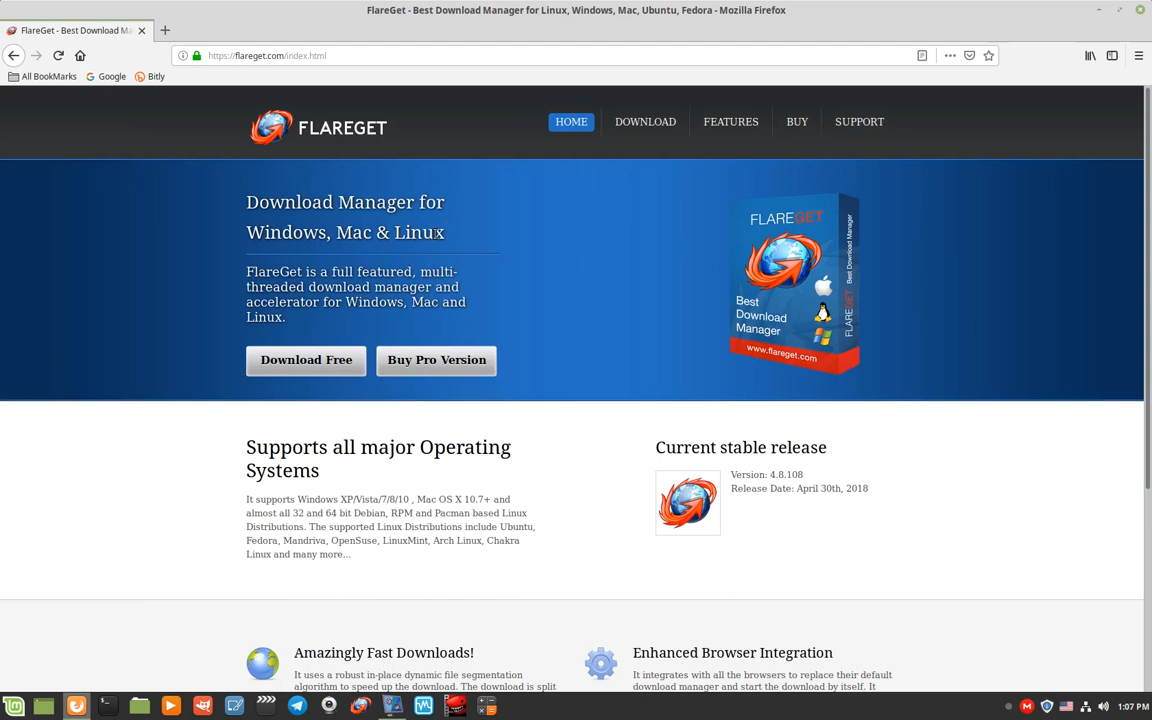 FlareGet - Best Download Manager for Linux, Windows, Mac, Ubuntu, Fedora - Mozilla Firefox
FlareGet - Best Download Ma
https://flareget.com/index.html
All BookMarks
Google
Bitly
FLAREGET
HOME
DOWNLOAD
FEATURES
BUY
SUPPORT
Download Manager for
Windows, Mac & Linux
FlareGet is a full featured, multi-
threaded download manager and
accelerator for Windows, Mac and
Linux.
Download Free
Buy Pro Version
FLAREGET
Best
Download
Manager
www.flareget.com
FLAREGET Best Download Manager
Supports all major Operating
Systems
It supports Windows XP/Vista/7/8/10 , Mac OS X 10.7+ and
almost all 32 and 64 bit Debian, RPM and Pacman based Linux
Distributions. The supported Linux Distributions include Ubuntu,
Fedora, Mandriva, OpenSuse, LinuxMint, Arch Linux, Chakra
Linux and many more...
Current stable release
Version: 4.8.108
Release Date: April 30th, 2018
Amazingly Fast Downloads!
It uses a robust in-place dynamic file segmentation
algorithm to speed up the download. The download is split
Enhanced Browser Integration
It integrates with all the browsers to replace their default
download manager and start the download by itself. It
1:07 PM